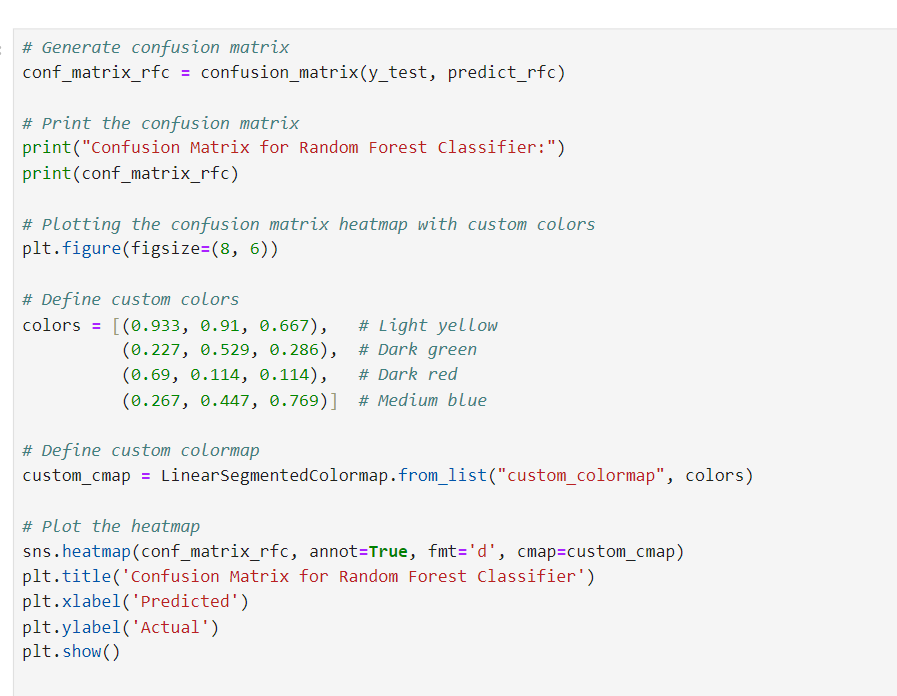 # Generate confusion matrix
conf_matrix_rfc = confusion_matrix(y_test, predict_rfc)
# Print the confusion matrix
print("Confusion Matrix for Random Forest Classifier:")
print(conf_matrix_rfc)
# Plotting the confusion matrix heatmap with custom colors
plt.figure(figsize=(8, 6))
# Define custom colors
colors = [(0.933, 0.91, 0.667),   # Light yellow
          (0.227, 0.529, 0.286),  # Dark green
          (0.69, 0.114, 0.114),   # Dark red
          (0.267, 0.447, 0.769)]  # Medium blue
# Define custom colormap
custom_cmap = LinearSegmentedColormap.from_list("custom_colormap", colors)
# Plot the heatmap
sns.heatmap(conf_matrix_rfc, annot=True, fmt='d', cmap=custom_cmap)
plt.title('Confusion Matrix for Random Forest Classifier')
plt.xlabel('Predicted')
plt.ylabel('Actual')
plt.show()